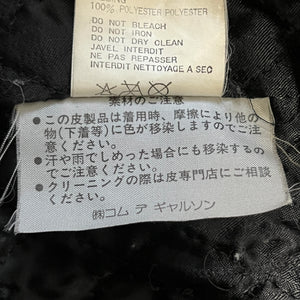 100% POLYESTER POLYESTER
DO NOT BLEACH
DO NOT IRON
DO NOT DRY CLEAN
JAVEL INTERDIT
NE PAS REPASSER
INTERDIT NETTOYAGE A SEC
素材のご注意
●この皮製品は着用時、摩擦により他の
物(下着等)に色が移染しますのでご注
意ください。
●汗や雨でしめった場合にも移染するの
でご注意ください。
●クリーニングの際は皮専門店にご相談
ください。
㈱コム デ ギャルソン